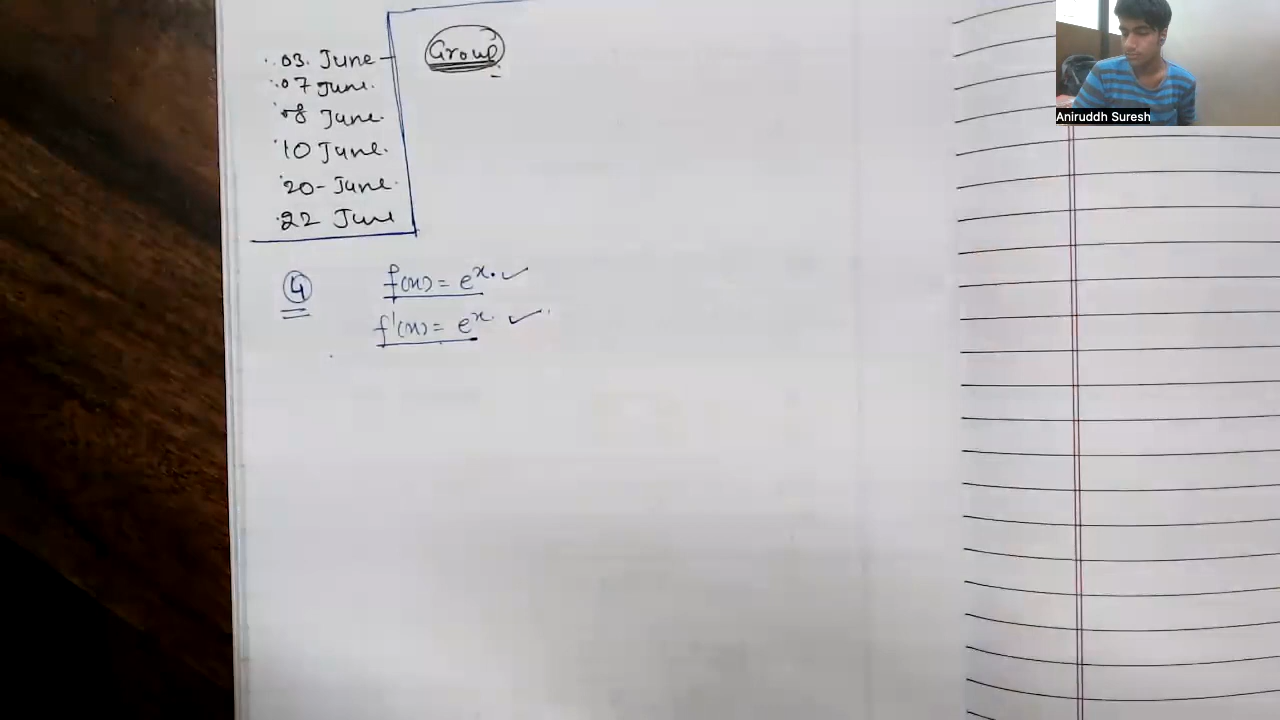 03. June
07 June.
08 June.
10 June.
20- June.
22 June
Group
4
f(x) = e^x.
f'(x) = e^x.
Aniruddh Suresh